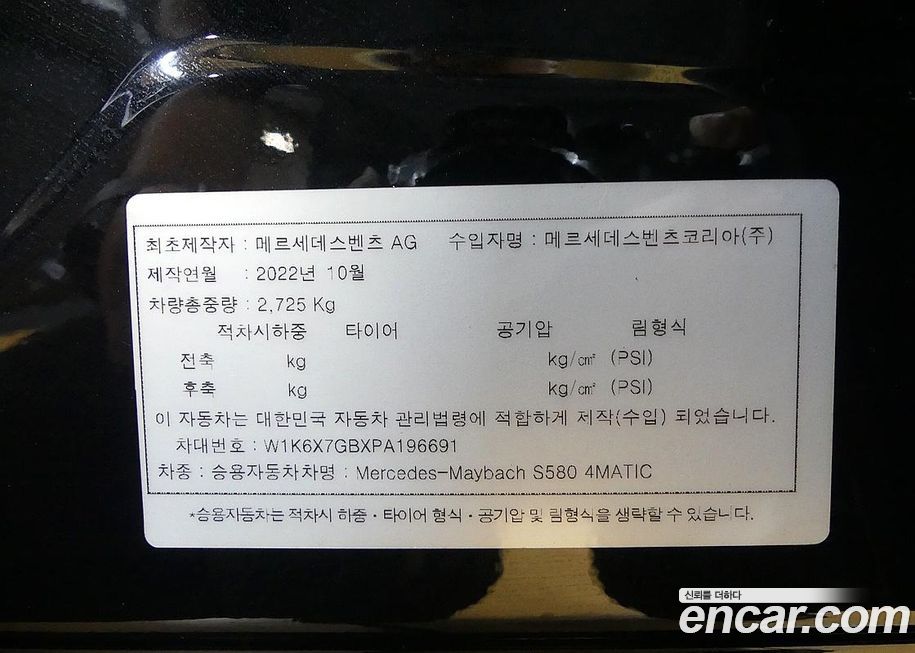 최초제작자 : 메르세데스벤츠 AG 수입자명 : 메르세데스벤츠코리아(주)
제작연월 : 2022년 10월
차량총중량 : 2,725 Kg
적차시하중 타이어 공기압 림형식
전축 kg kg/㎠ (PSI)
후축 kg kg/㎠ (PSI)
이 자동차는 대한민국 자동차 관리법령에 적합하게 제작(수입) 되었습니다.
차대번호 : W1K6X7GBXPA196691
차종 : 승용자동차차명 : Mercedes-Maybach S580 4MATIC
*승용자동차는 적차시 하중·타이어 형식·공기압 및 림형식을 생략할 수 있습니다.
신뢰를 더하다
encar.com